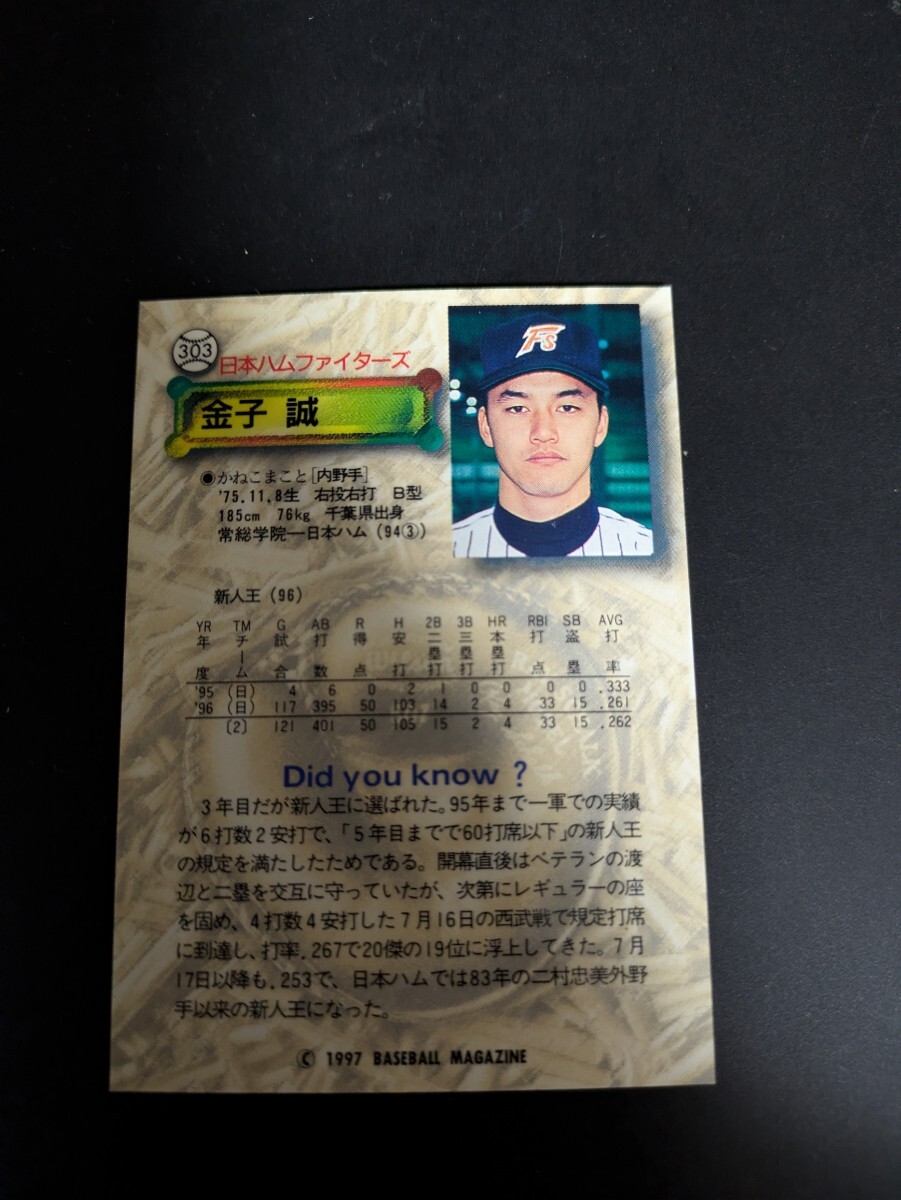 303
日本ハムファイターズ
Fs
金子 誠
●かねこまこと[内野手]
'75.11.8生 右投右打 B型
185cm 76kg 千葉県出身
常総学院—日本ハム(94③)
新人王(96)
YR TM G AB R H 2B 3B HR RBI SB AVG
年度 チーム 試合 打数 得点 安打 二塁打 三塁打 本塁打 打点 盗塁 打率
'95 (日) 4 6 0 2 1 0 0 0 0 .333
'96 (日) 117 395 50 103 14 2 4 33 15 .261
[2] 121 401 50 105 15 2 4 33 15 .262
Did you know ?
3年目だが新人王に選ばれた。95年まで一軍での実績
が6打数2安打で、「5年目までで60打席以下」の新人王
の規定を満たしたためである。開幕直後はベテランの渡
辺と二塁を交互に守っていたが、次第にレギュラーの座
を固め、4打数4安打した7月16日の西武戦で規定打席
に到達し、打率.267で20傑の19位に浮上してきた。7月
17日以降も.253で、日本ハムでは83年の二村忠美外野
手以来の新人王になった。
© 1997 BASEBALL MAGAZINE